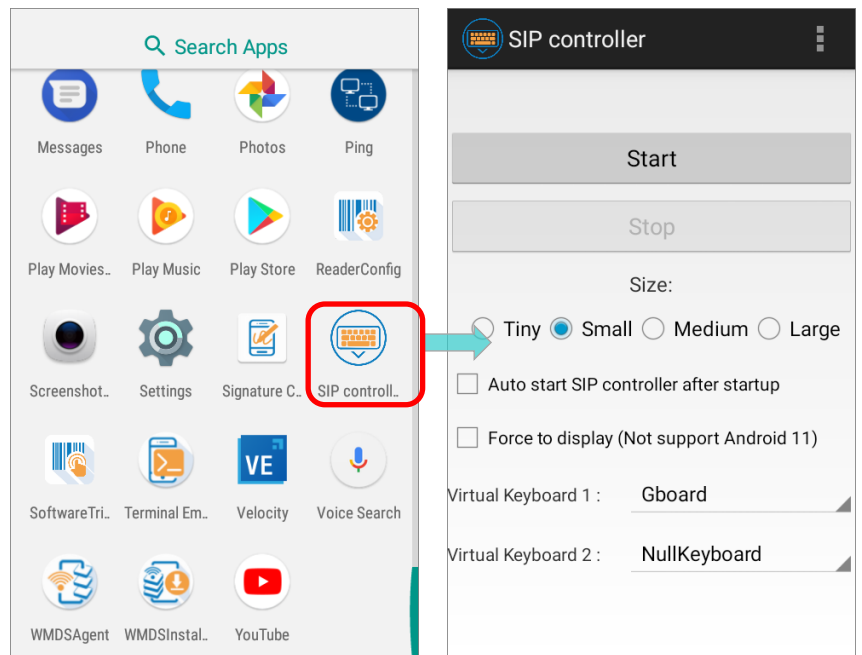 Search Apps
Messages Phone Photos Ping
Play Movies.. Play Music Play Store ReaderConfig
Screenshot.. Settings Signature C.. SIP controll..
VE
SoftwareTri.. Terminal Em.. Velocity Voice Search
WMDSAgent WMDSInstal.. YouTube
SIP controller
Start
Stop
Size:
Tiny Small Medium Large
Auto start SIP controller after startup
Force to display (Not support Android 11)
Virtual Keyboard 1 : Gboard
Virtual Keyboard 2 : NullKeyboard